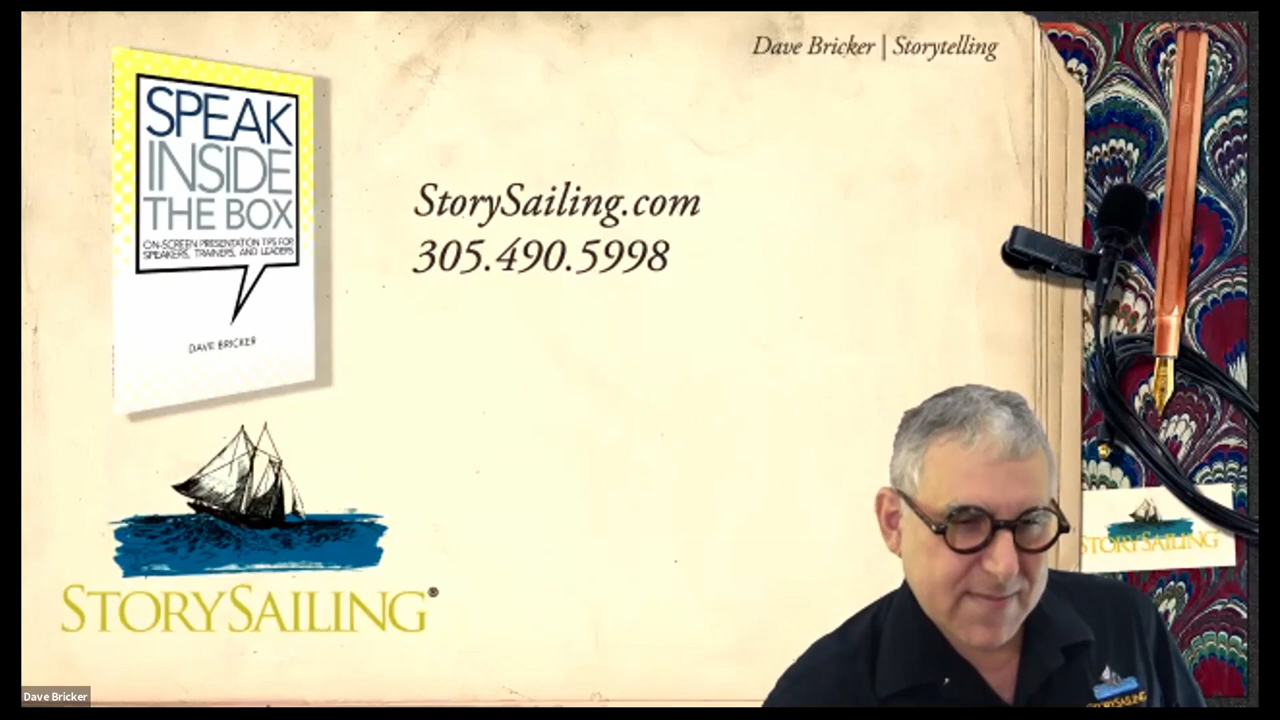 Dave Bricker | Storytelling
SPEAK
INSIDE
THE BOX
ON-SCREEN PRESENTATION TIPS FOR
SPEAKERS, TRAINERS, AND LEADERS
DAVE BRICKER
StorySailing.com
305.490.5998
STORYSAILING®
STORYSAILING
STORYSAILING
Dave Bricker